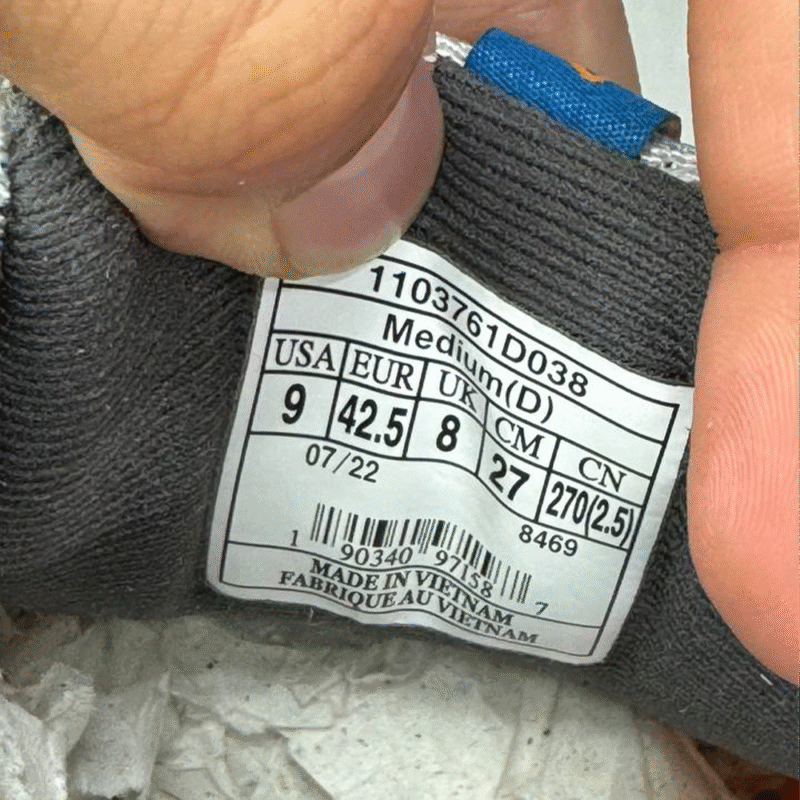 1103761D038
Medium(D)
USA EUR UK CM CN
9 42.5 8 27 270(2.5)
07/22
8469
1 90340 97158 7
MADE IN VIETNAM
FABRIQUE AU VIETNAM